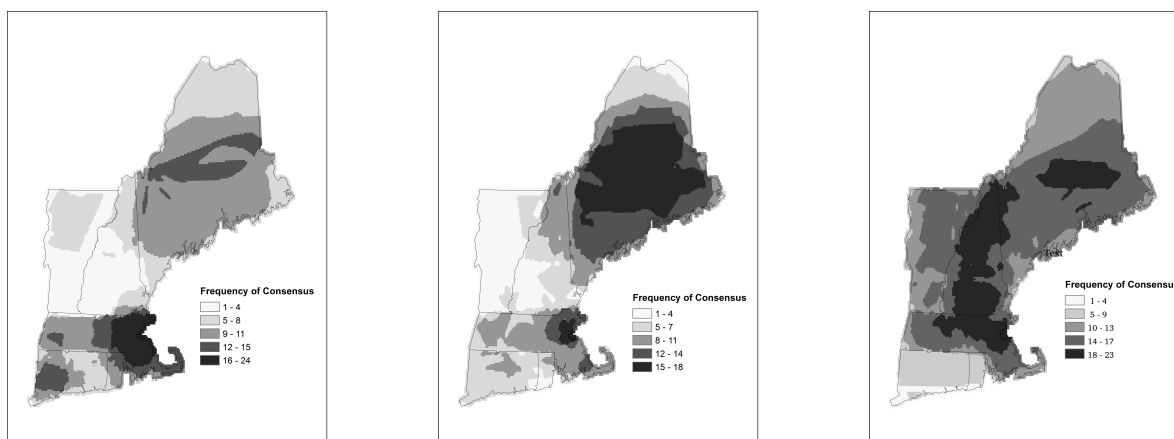 Frequency of Consensus
1 - 4
5 - 8
9 - 11
12 - 15
16 - 24
Frequency of Consensus
1 - 4
5 - 7
8 - 11
12 - 14
15 - 18
Text
Frequency of Consensus
1 - 4
5 - 9
10 - 13
14 - 17
18 - 23